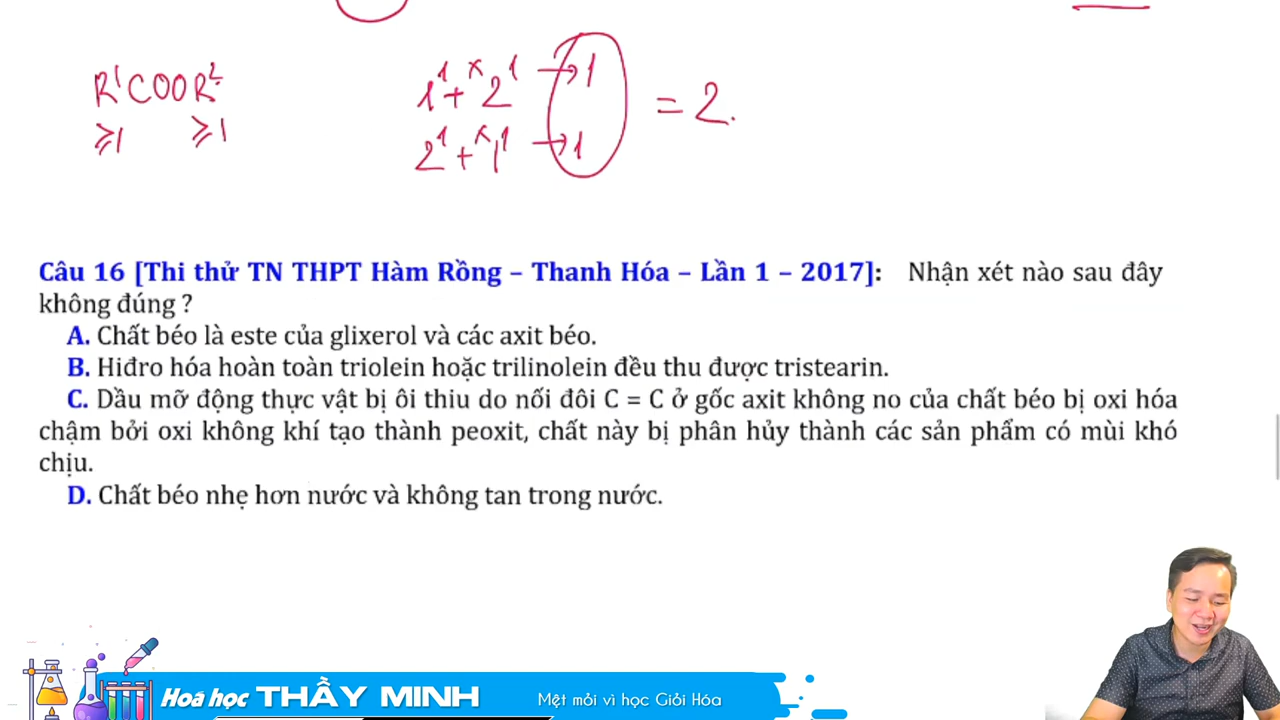 R¹COOR²
≥1 ≥1
1¹ + ˣ2¹ → 1
2¹ + ˣ1¹ → 1
= 2.
Câu 16 [Thi thử TN THPT Hàm Rồng – Thanh Hóa – Lần 1 – 2017]: Nhận xét nào sau đây
không đúng ?
A. Chất béo là este của glixerol và các axit béo.
B. Hiđro hóa hoàn toàn triolein hoặc trilinolein đều thu được tristearin.
C. Dầu mỡ động thực vật bị ôi thiu do nối đôi C = C ở gốc axit không no của chất béo bị oxi hóa
chậm bởi oxi không khí tạo thành peoxit, chất này bị phân hủy thành các sản phẩm có mùi khó
chịu.
D. Chất béo nhẹ hơn nước và không tan trong nước.
Hoá học THẦY MINH Mệt mỏi vì học Giỏi Hóa